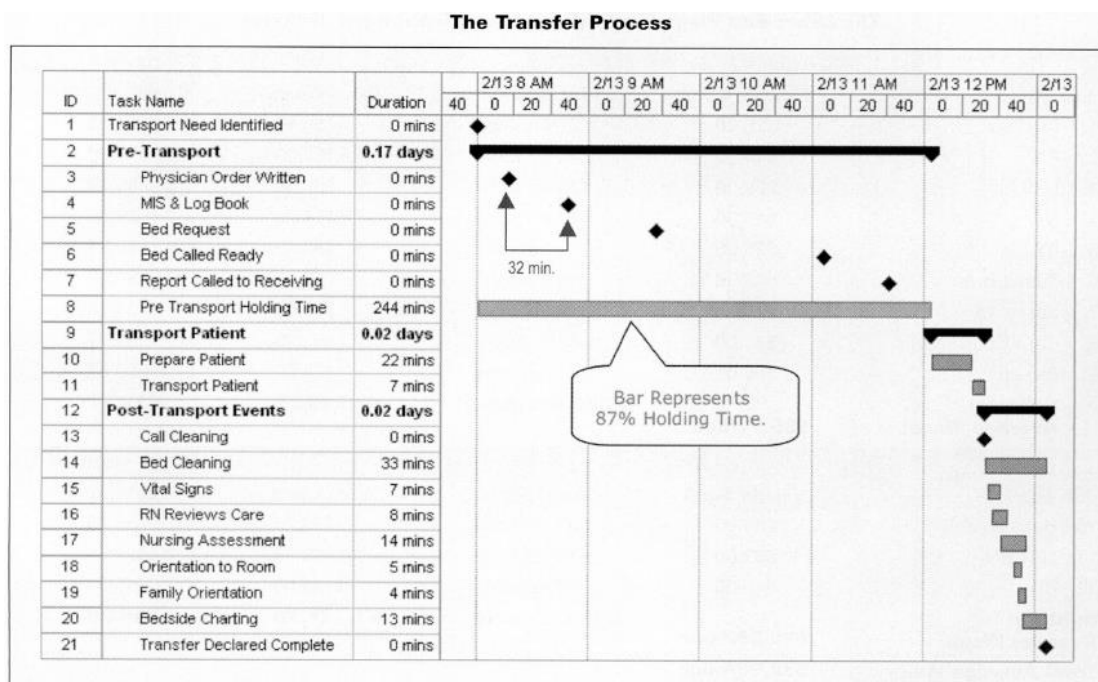 The Transfer Process
2/13 8 AM 2/13 9 AM 2/13 10 AM 2/13 11 AM 2/13 12 PM 2/13
ID Task Name Duration 40 0 20 40 0 20 40 0 20 40 0 20 40 0 20 40 0
1 Transport Need Identified 0 mins
2 Pre-Transport 0.17 days
3 Physician Order Written 0 mins
4 MIS & Log Book 0 mins
5 Bed Request 0 mins
6 Bed Called Ready 0 mins
32 min.
7 Report Called to Receiving 0 mins
8 Pre Transport Holding Time 244 mins
9 Transport Patient 0.02 days
10 Prepare Patient 22 mins
11 Transport Patient 7 mins
Bar Represents
87% Holding Time.
12 Post-Transport Events 0.02 days
13 Call Cleaning 0 mins
14 Bed Cleaning 33 mins
15 Vital Signs 7 mins
16 RN Reviews Care 8 mins
17 Nursing Assessment 14 mins
18 Orientation to Room 5 mins
19 Family Orientation 4 mins
20 Bedside Charting 13 mins
21 Transfer Declared Complete 0 mins